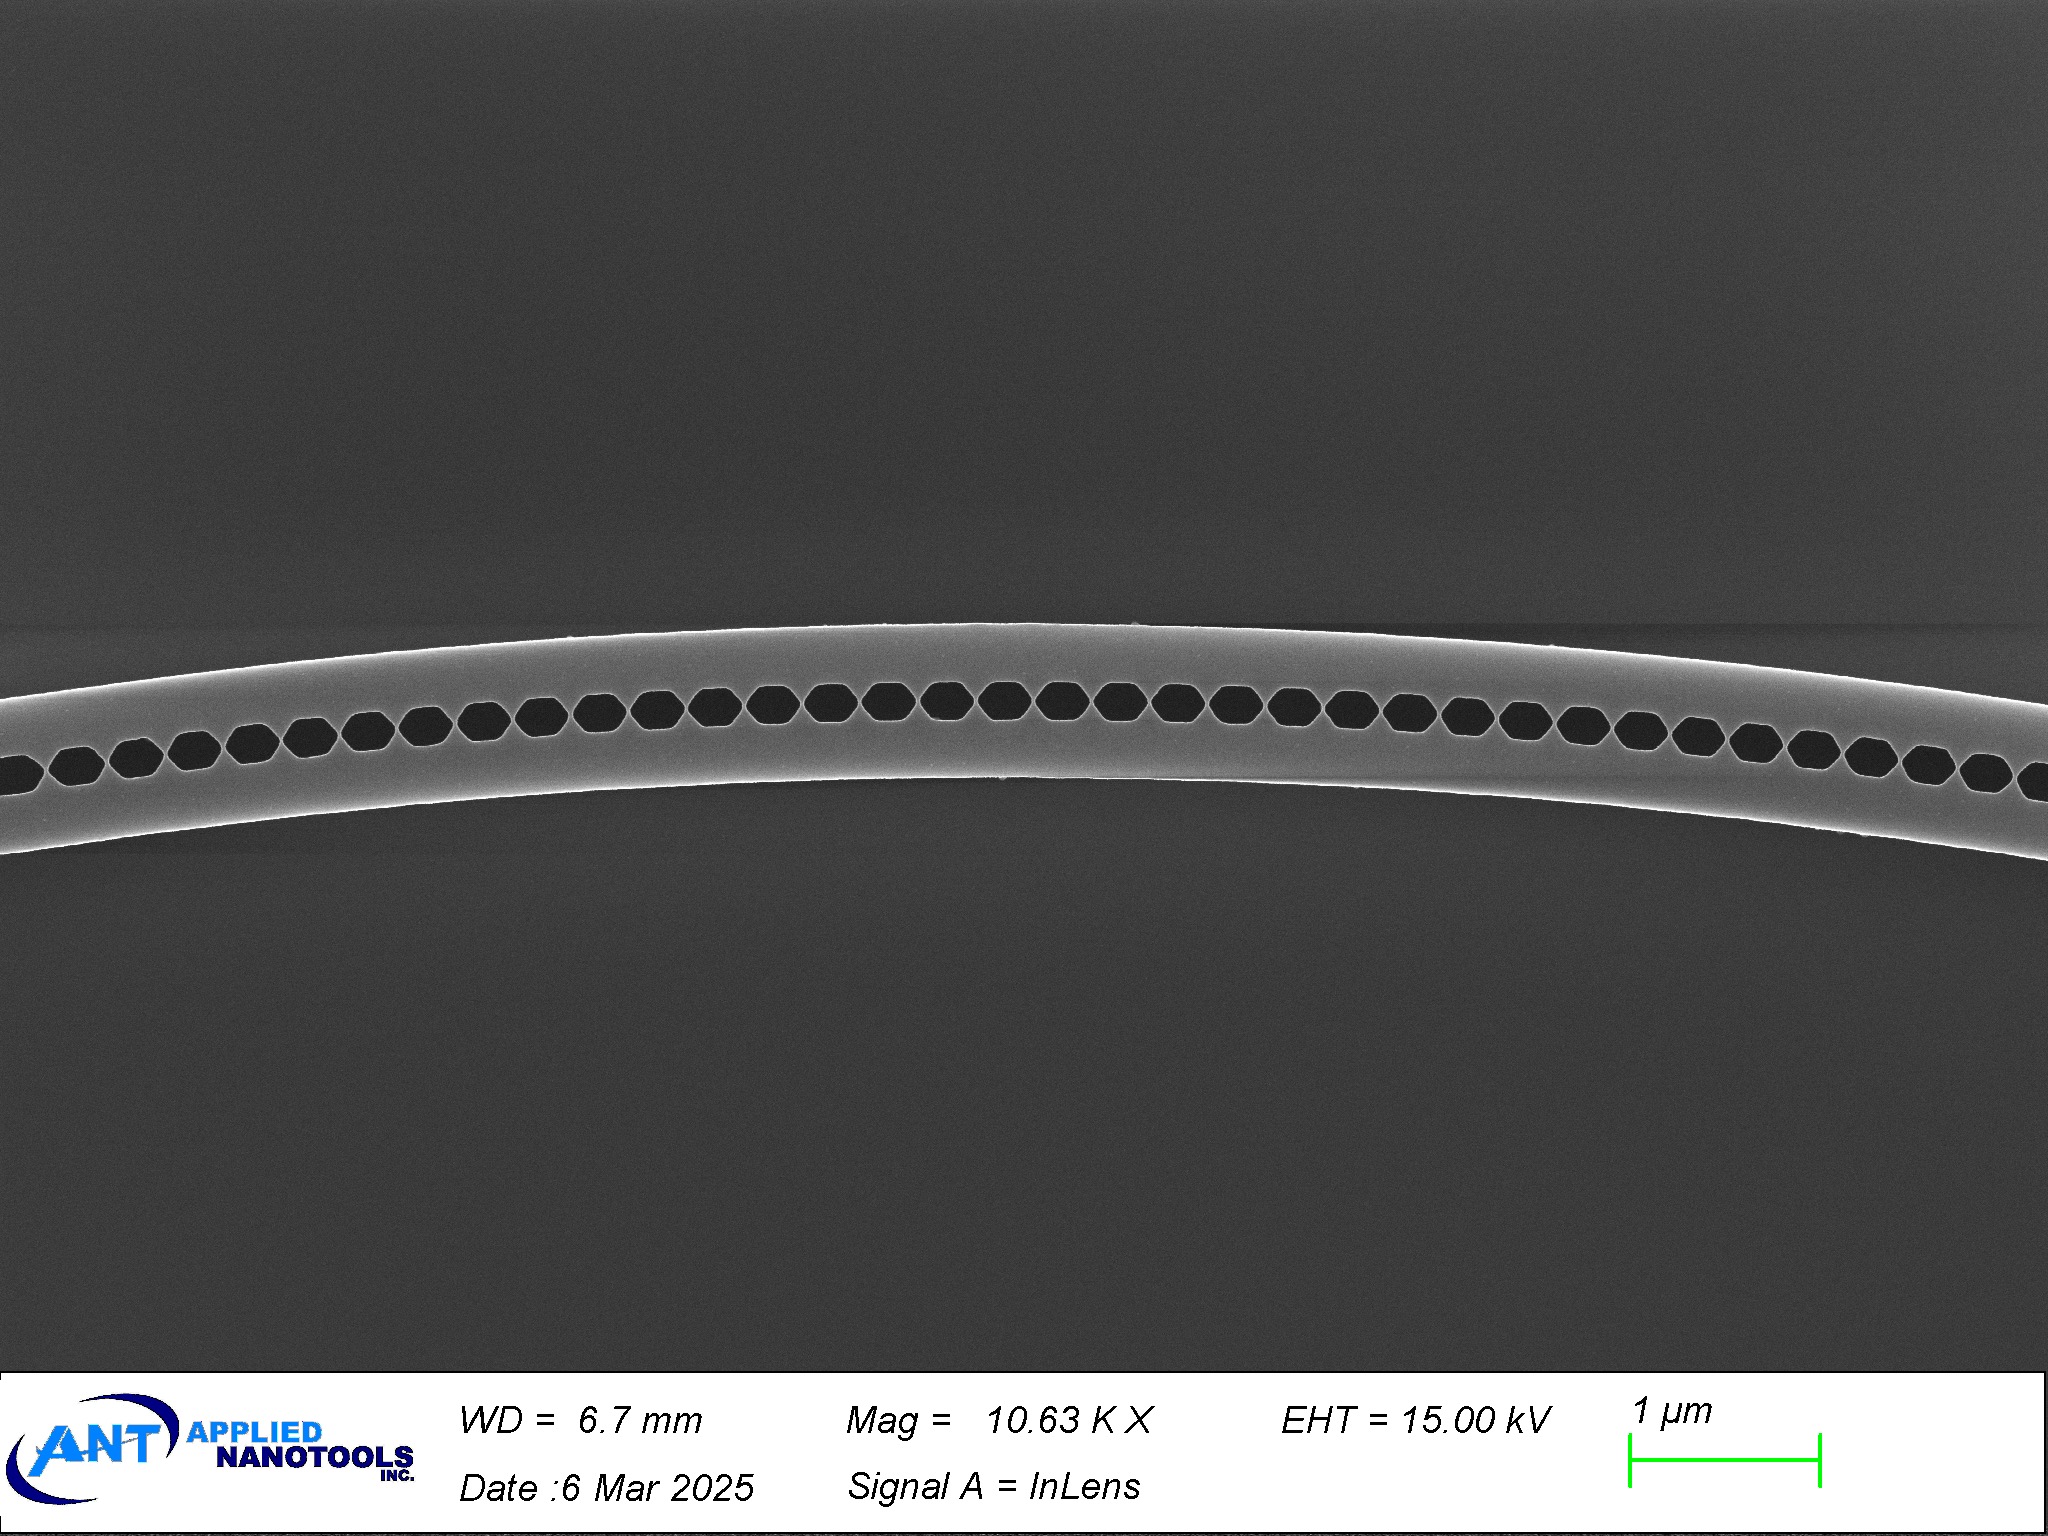 ANT APPLIED
NANOTOOLS
INC.
WD = 6.7 mm
Mag = 10.63 K X
EHT = 15.00 kV
1 µm
Date :6 Mar 2025
Signal A = InLens